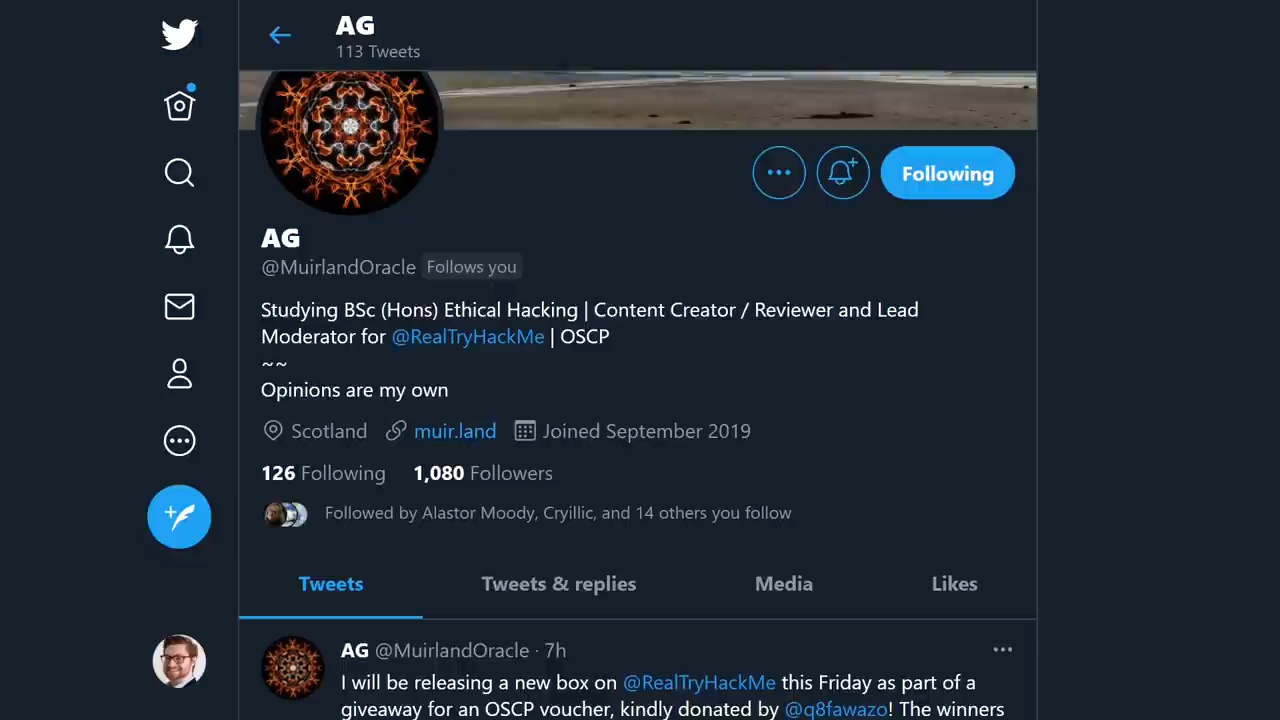 AG
113 Tweets
Following
AG
@MuirlandOracle Follows you
Studying BSc (Hons) Ethical Hacking | Content Creator / Reviewer and Lead
Moderator for @RealTryHackMe | OSCP
~~
Opinions are my own
Scotland muir.land Joined September 2019
126 Following 1,080 Followers
Followed by Alastor Moody, Cryillic, and 14 others you follow
Tweets Tweets & replies Media Likes
AG @MuirlandOracle · 7h
I will be releasing a new box on @RealTryHackMe this Friday as part of a
giveaway for an OSCP voucher, kindly donated by @q8fawazo! The winners